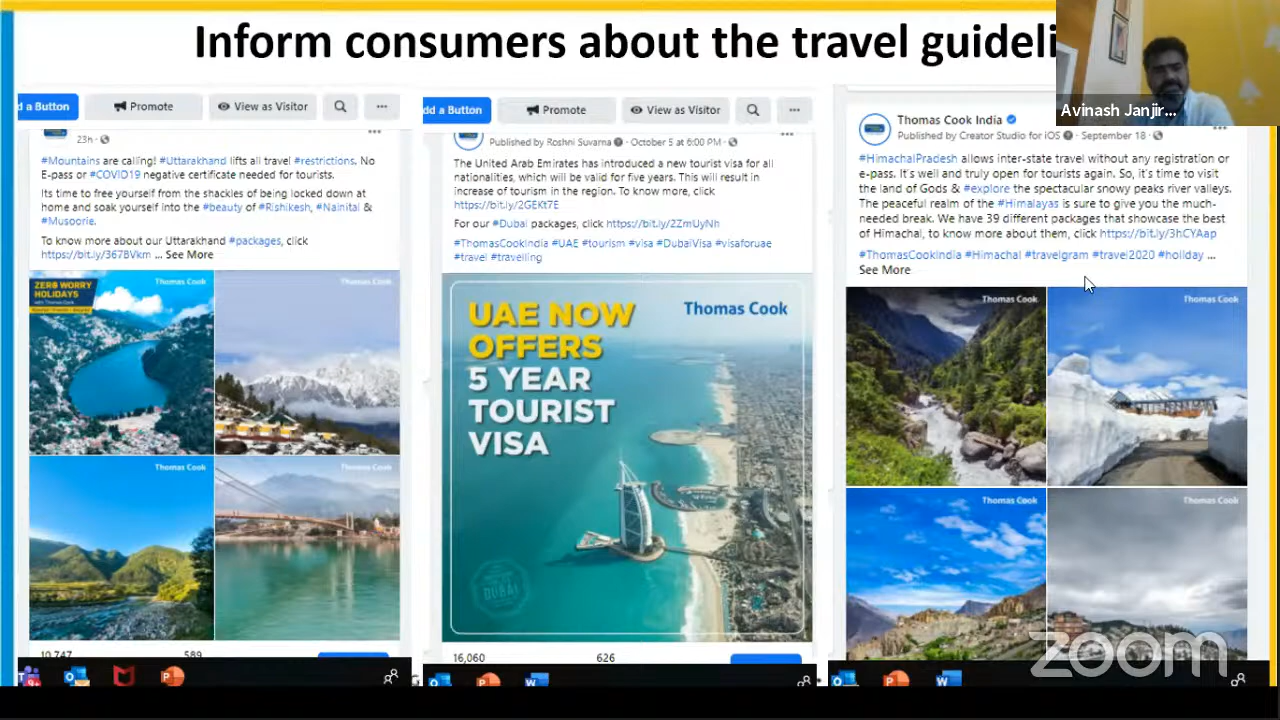 Inform consumers about the travel guideli
Avinash Janjir...
d a Button
Promote
View as Visitor
...
23h ·
#Mountains are calling! #Uttarakhand lifts all travel #restrictions. No
E-pass or #COVID19 negative certificate needed for tourists.
Its time to free yourself from the shackles of being locked down at
home and soak yourself into the #beauty of #Rishikesh, #Nainital &
#Musoorie.
To know more about our Uttarakhand #packages, click
https://bit.ly/367BVkm ... See More
ZERO WORRY
HOLIDAYS
Thomas Cook
Thomas Cook
Thomas Cook
Thomas Cook
10,747
589
dd a Button
Promote
View as Visitor
...
Published by Roshni Suvarna · October 5 at 6:00 PM ·
The United Arab Emirates has introduced a new tourist visa for all
nationalities, which will be valid for five years. This will result in
increase of tourism in the region. To know more, click
https://bit.ly/2GEKt7E
For our #Dubai packages, click https://bit.ly/2ZmUyNh
#ThomasCookIndia #UAE #tourism #visa #DubaiVisa #visaforuae
#travel #travelling
UAE NOW
OFFERS
5 YEAR
TOURIST
VISA
Thomas Cook
DUBAI
16,060
626
Thomas Cook India
Published by Creator Studio for iOS · September 18 ·
#HimachalPradesh allows inter-state travel without any registration or
e-pass. It's well and truly open for tourists again. So, it's time to visit
the land of Gods & #explore the spectacular snowy peaks river valleys.
The peaceful realm of the #Himalayas is sure to give you the much-
needed break. We have 39 different packages that showcase the best
of Himachal, to know more about them, click https://bit.ly/3hCYAap
#ThomasCookIndia #Himachal #travelgram #travel2020 #holiday ...
See More
Thomas Cook
Thomas Cook
Thomas Cook
Thomas Cook
zoom